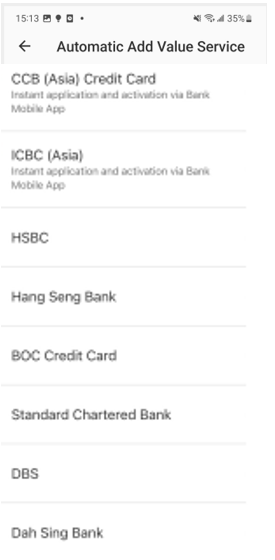 15:13
35%
Automatic Add Value Service
CCB (Asia) Credit Card
Instant application and activation via Bank
Mobile App
ICBC (Asia)
Instant application and activation via Bank
Mobile App
HSBC
Hang Seng Bank
BOC Credit Card
Standard Chartered Bank
DBS
Dah Sing Bank